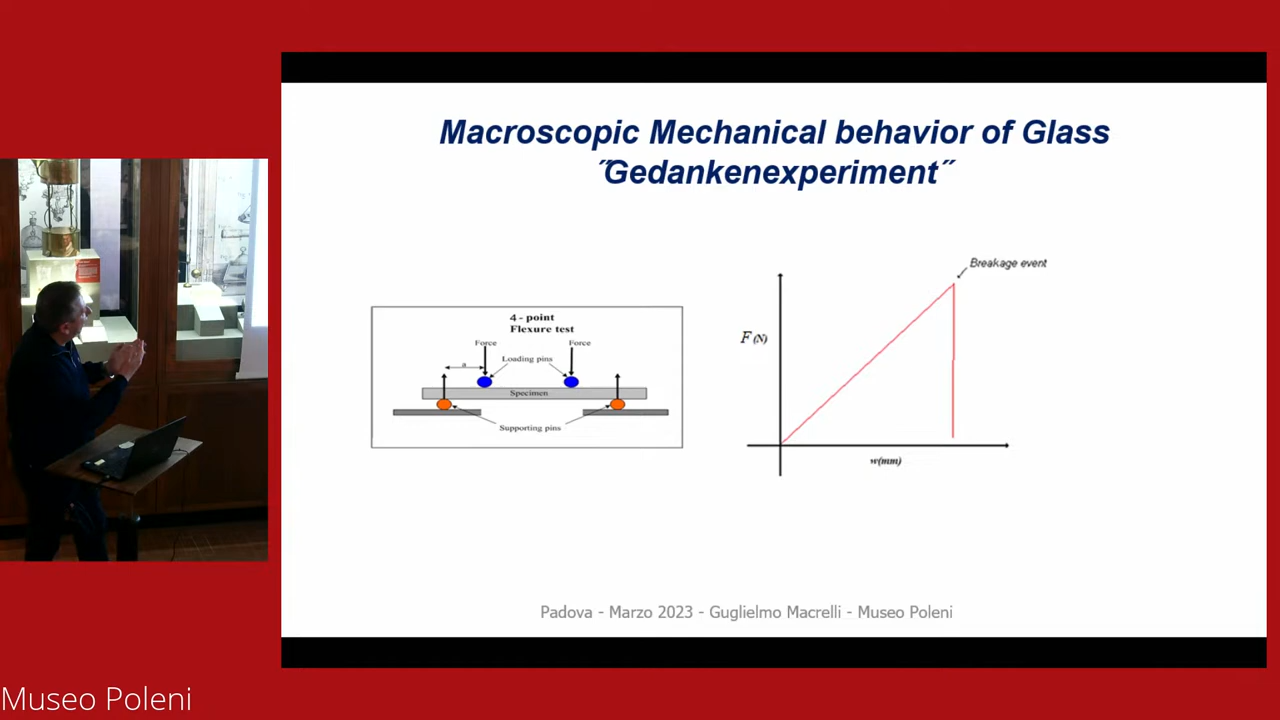 Macroscopic Mechanical behavior of Glass
˝Gedankenexperiment˝
4 - point
Flexure test
Force
Force
a
Loading pins
Specimen
Supporting pins
Breakage event
F (N)
w(mm)
Padova - Marzo 2023 - Guglielmo Macrelli - Museo Poleni
Museo Poleni